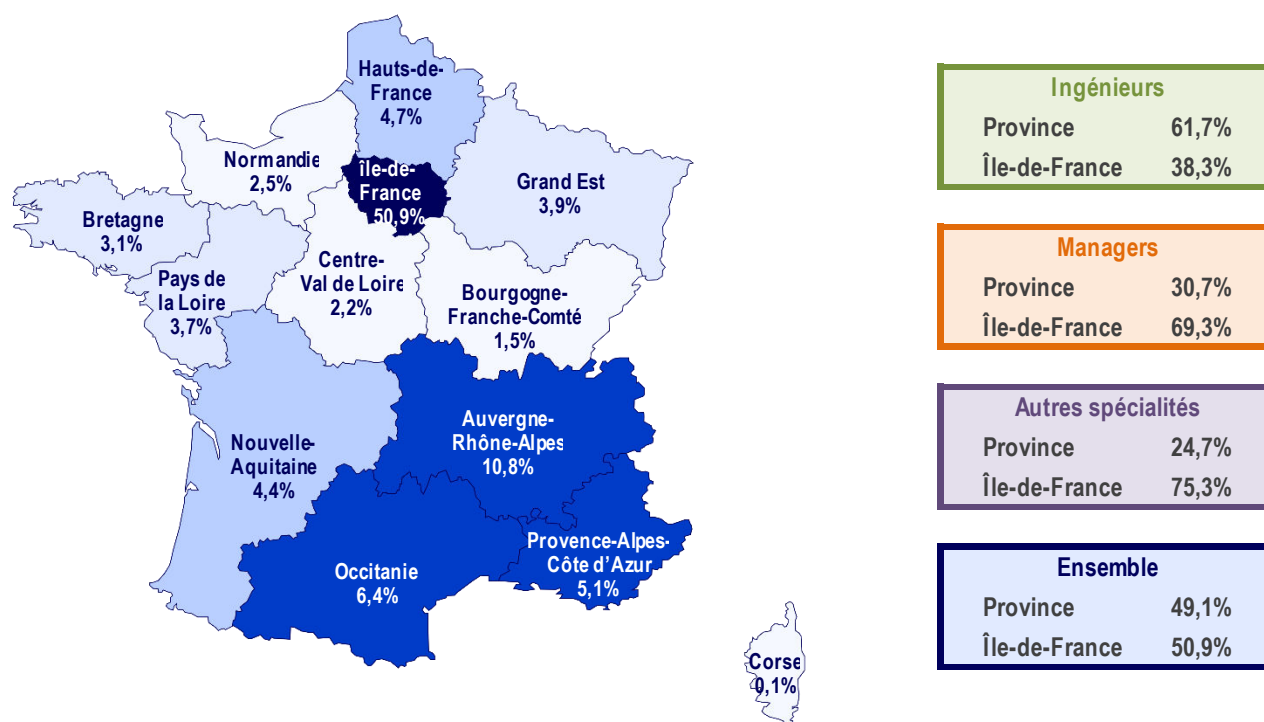 Hauts-de-
France
4,7%
Normandie
2,5%
île-de-
France
50,9%
Grand Est
3,9%
Bretagne
3,1%
Pays de
la Loire
3,7%
Centre-
Val de Loire
2,2%
Bourgogne-
Franche-Comté
1,5%
Nouvelle-
Aquitaine
4,4%
Auvergne-
Rhône-Alpes
10,8%
Occitanie
6,4%
Provence-Alpes-
Côte d’Azur
5,1%
Corse
0,1%
Ingénieurs
Province 61,7%
Île-de-France 38,3%
Managers
Province 30,7%
Île-de-France 69,3%
Autres spécialités
Province 24,7%
Île-de-France 75,3%
Ensemble
Province 49,1%
Île-de-France 50,9%